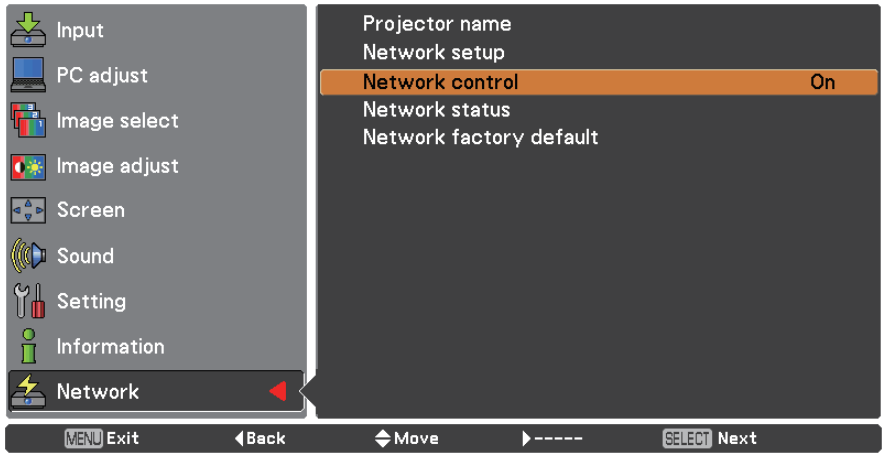 Input
PC adjust
Image select
Image adjust
Screen
Sound
Setting
Information
Network
Projector name
Network setup
Network control On
Network status
Network factory default
MENU Exit Back Move ----- SELECT Next